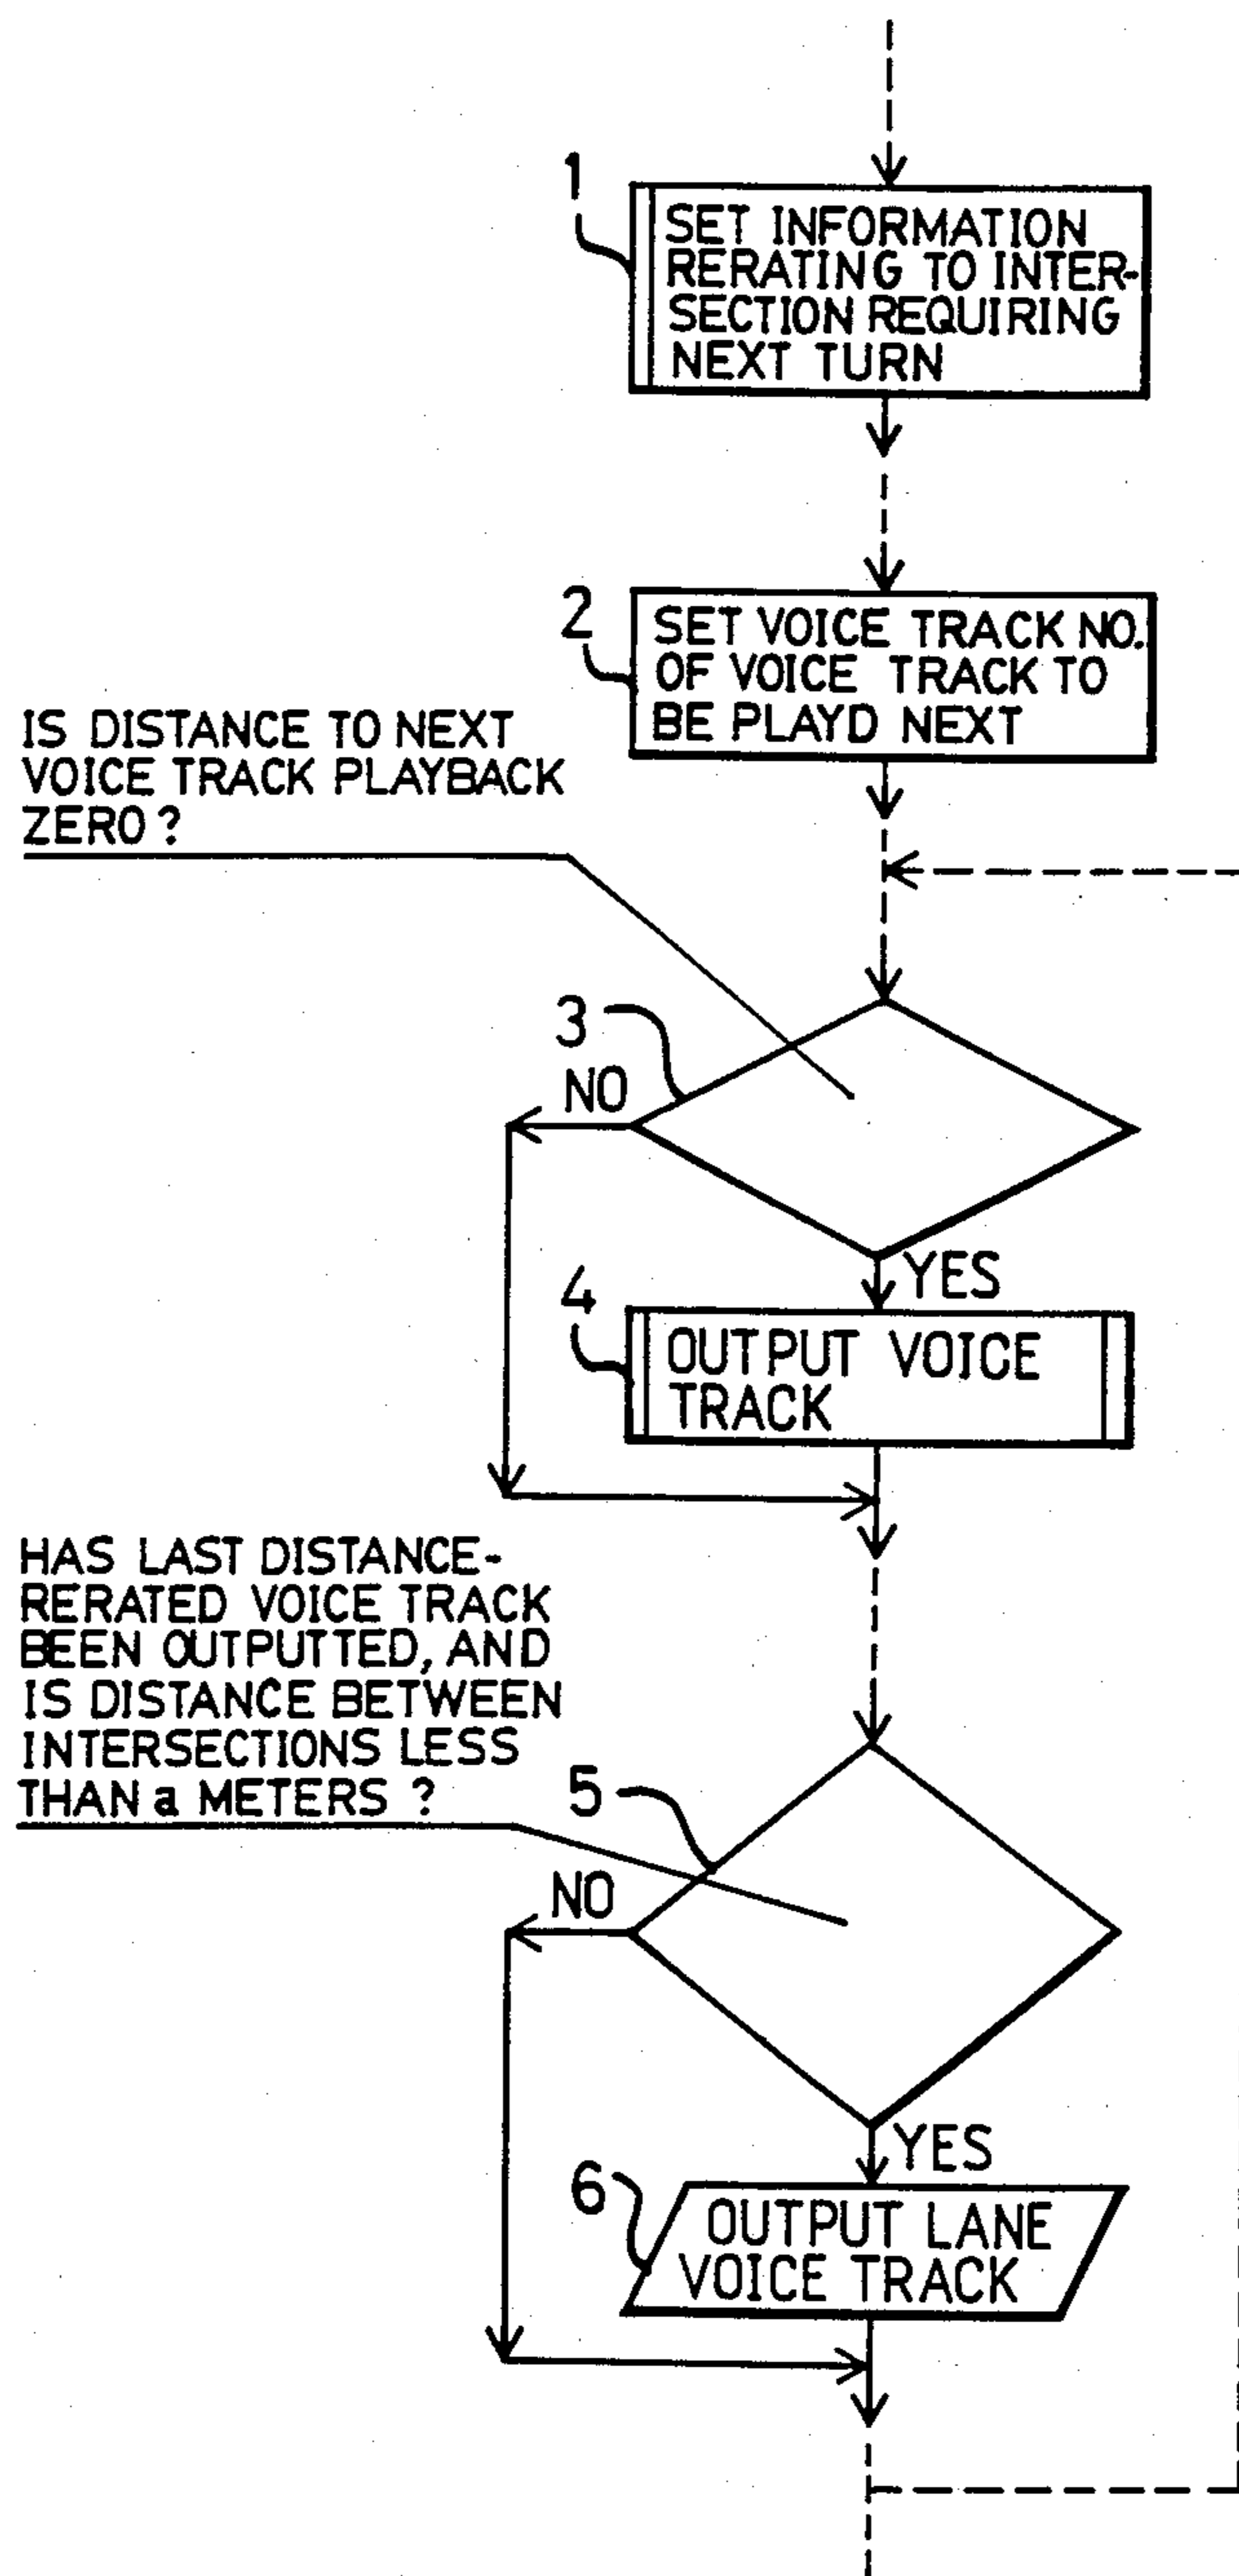 1
SET INFORMATION
RERATING TO INTER-
SECTION REQUIRING
NEXT TURN
2
SET VOICE TRACK NO.
OF VOICE TRACK TO
BE PLAYD NEXT
IS DISTANCE TO NEXT
VOICE TRACK PLAYBACK
ZERO?
3
NO
YES
4
OUTPUT VOICE
TRACK
HAS LAST DISTANCE-
RERATED VOICE TRACK
BEEN OUTPUTTED, AND
IS DISTANCE BETWEEN
INTERSECTIONS LESS
THAN a METERS ?
5
NO
YES
6
OUTPUT LANE
VOICE TRACK